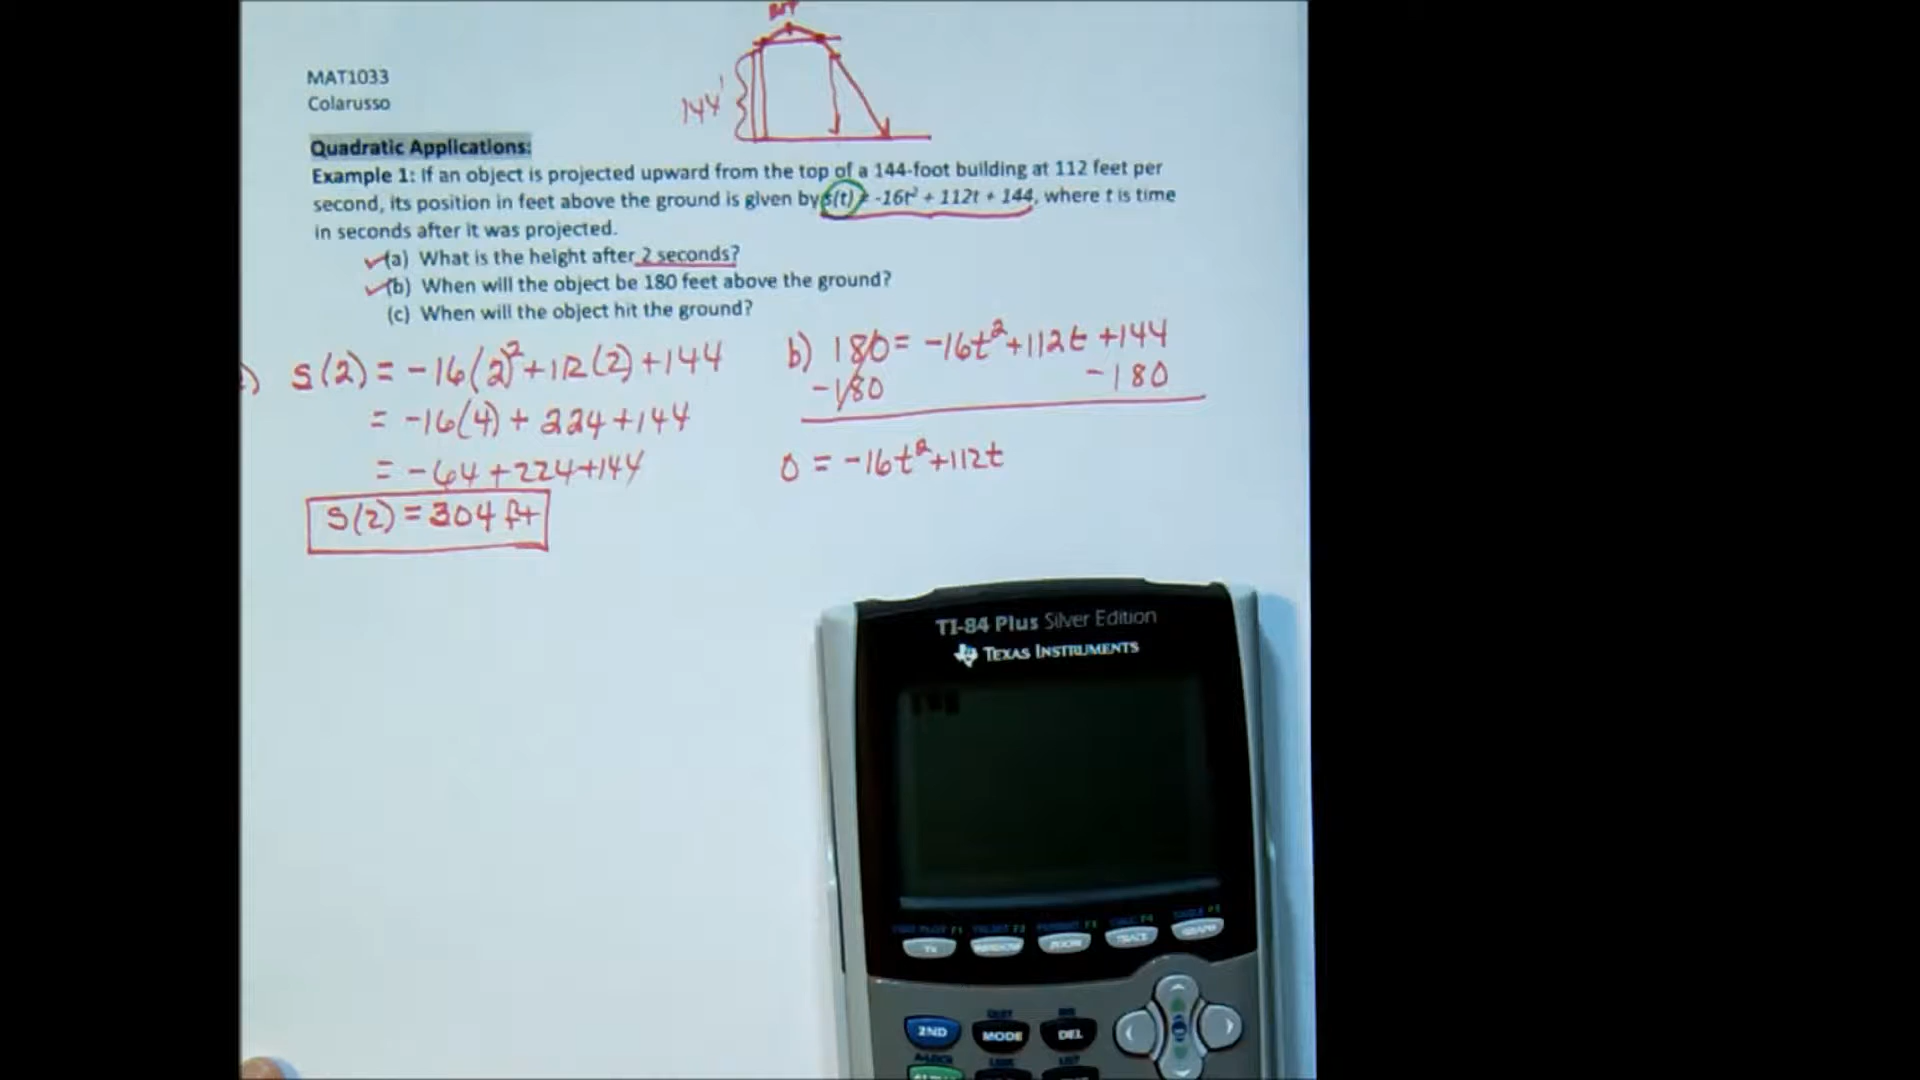 144'
MAT1033
Colarusso
Quadratic Applications:
Example 1: If an object is projected upward from the top of a 144-foot building at 112 feet per
second, its position in feet above the ground is given by s(t) = -16t² + 112t + 144, where t is time
in seconds after it was projected.
(a) What is the height after 2 seconds?
(b) When will the object be 180 feet above the ground?
(c) When will the object hit the ground?
s(2) = -16(2)²+112(2)+144
= -16(4) + 224+144
= -64+224+144
s(2) = 304 ft
b) 180 = -16t²+112t +144
-180 -180
0 = -16t²+112t
TI-84 Plus Silver Edition
TEXAS INSTRUMENTS
WINDOW ZOOM TRACE GRAPH
2ND MODE DEL